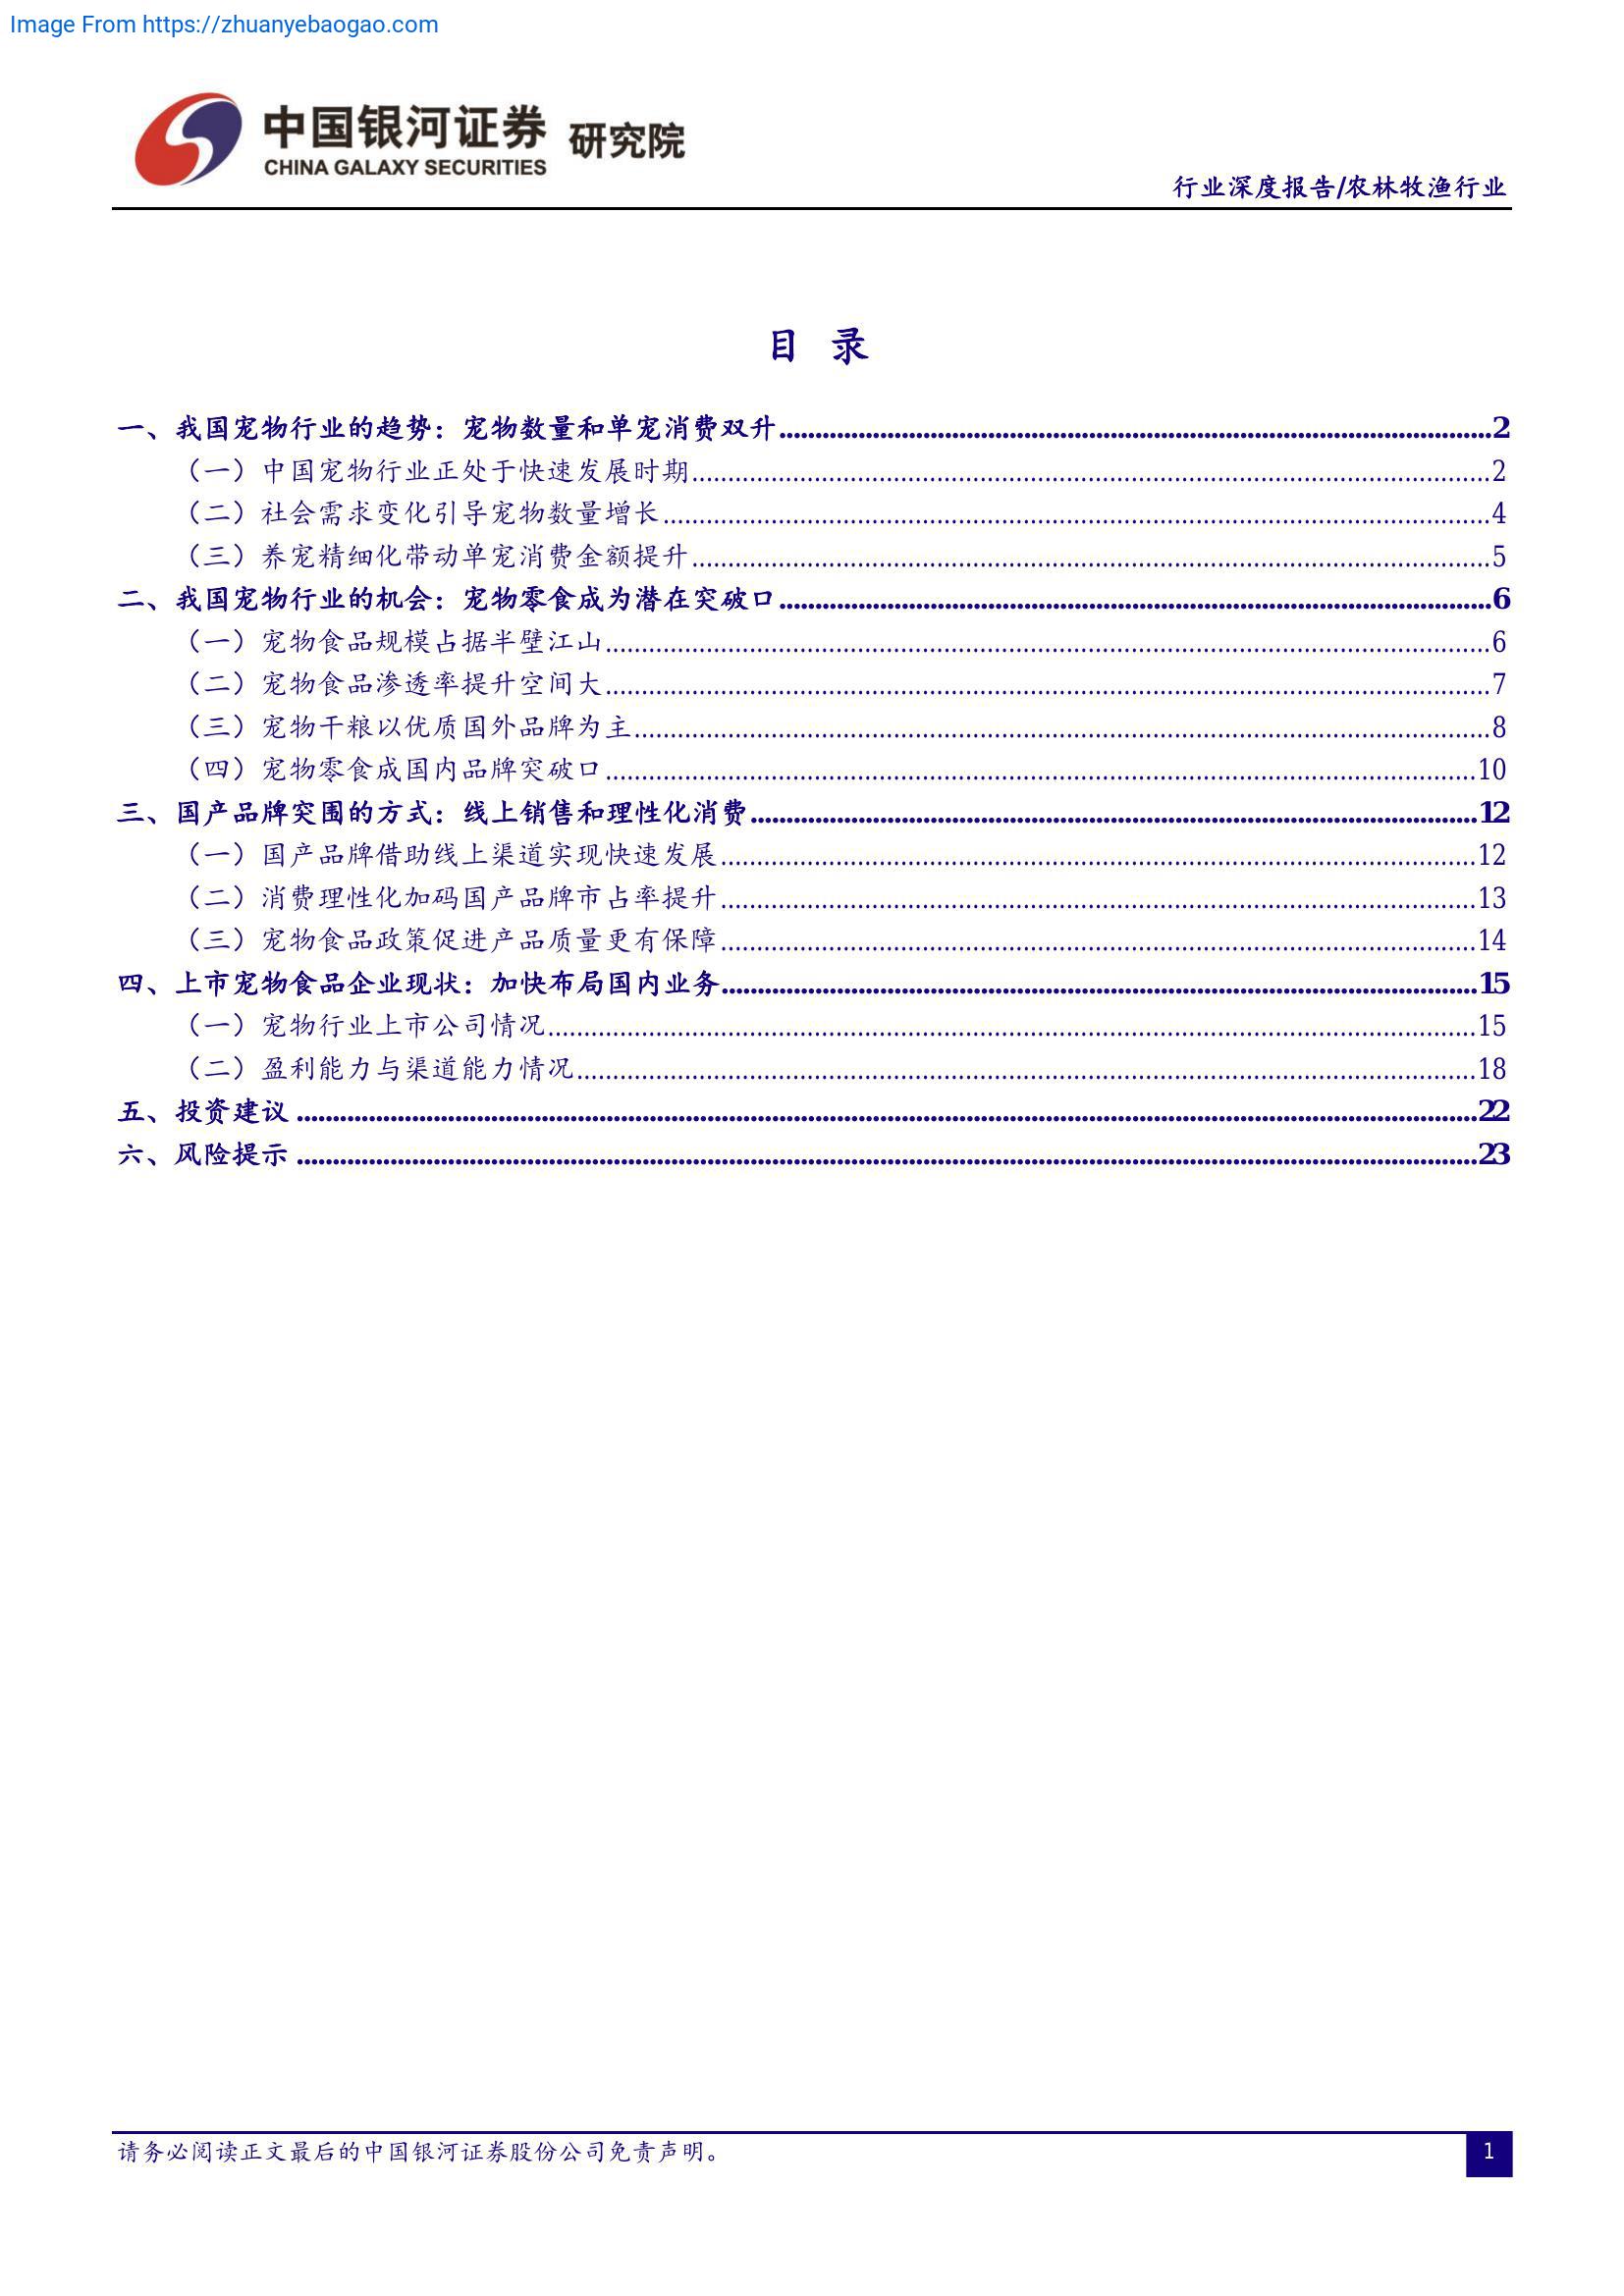 Image From https://zhuanyebaogao.com
中国银河证券 研究院
CHINA GALAXY SECURITIES
行业深度报告/农林牧渔行业
目 录
一、我国宠物行业的趋势：宠物数量和单宠消费双升........2
（一）中国宠物行业正处于快速发展时期........2
（二）社会需求变化引导宠物数量增长........4
（三）养宠精细化带动单宠消费金额提升........5
二、我国宠物行业的机会：宠物零食成为潜在突破口........6
（一）宠物食品规模占据半壁江山........6
（二）宠物食品渗透率提升空间大........7
（三）宠物干粮以优质国外品牌为主........8
（四）宠物零食成国内品牌突破口........10
三、国产品牌突围的方式：线上销售和理性化消费........12
（一）国产品牌借助线上渠道实现快速发展........12
（二）消费理性化加码国产品牌市占率提升........13
（三）宠物食品政策促进产品质量更有保障........14
四、上市宠物食品企业现状：加快布局国内业务........15
（一）宠物行业上市公司情况........15
（二）盈利能力与渠道能力情况........18
五、投资建议........22
六、风险提示........23
请务必阅读正文最后的中国银河证券股份公司免责声明。
1